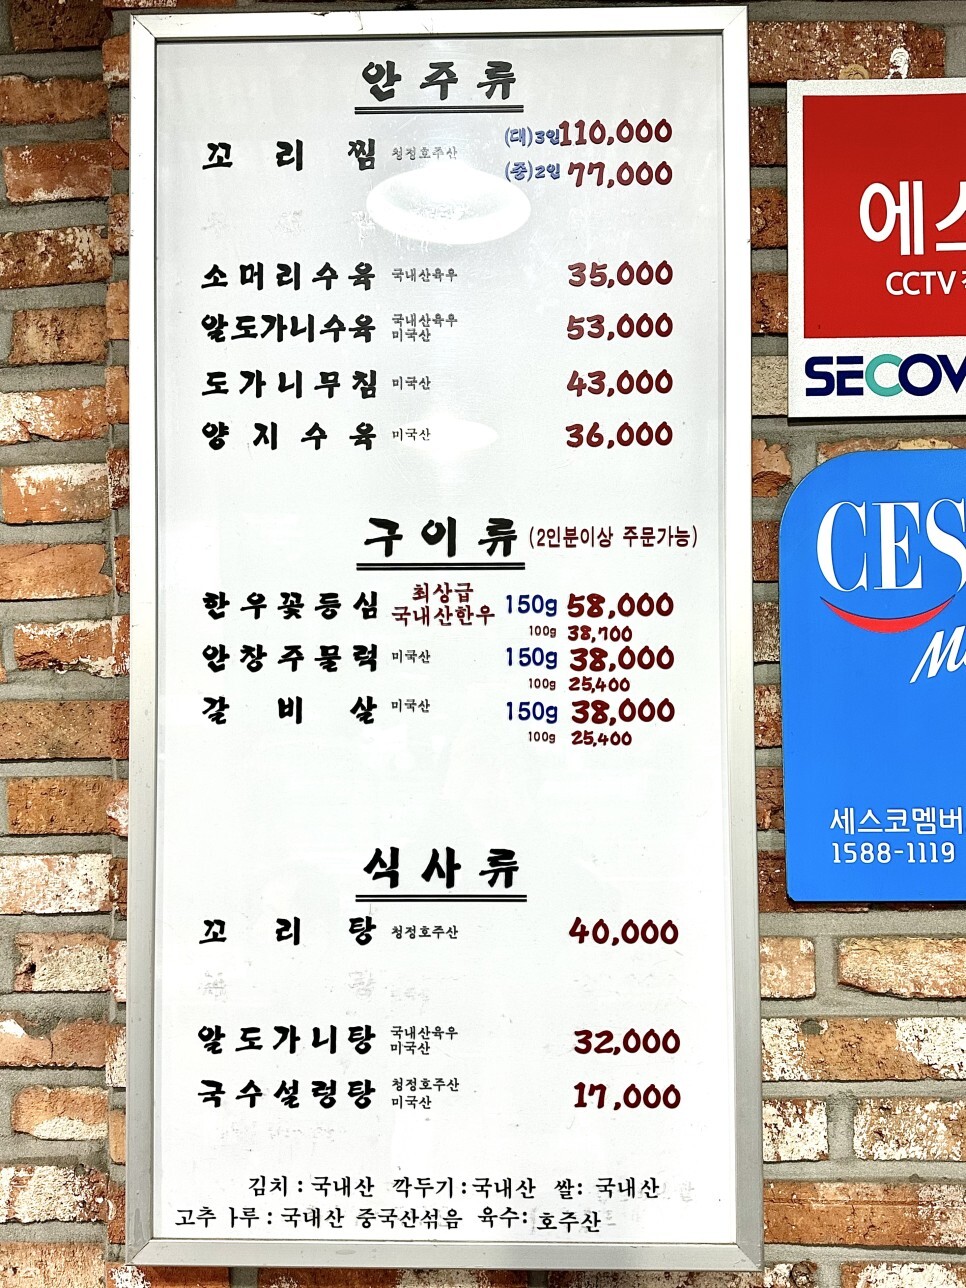 안주류
꼬리찜 청정호주산 (대)3인 110,000
(중)2인 77,000
소머리수육 국내산육우 35,000
알도가니수육 국내산육우 미국산 53,000
도가니무침 미국산 43,000
양지수육 미국산 36,000
구이류 (2인분이상 주문가능)
한우꽃등심 최상급 국내산한우 150g 58,000
100g 38,700
안창주물럭 미국산 150g 38,000
100g 25,400
갈비살 미국산 150g 38,000
100g 25,400
식사류
꼬리탕 청정호주산 40,000
알도가니탕 국내산육우 미국산 32,000
국수설렁탕 청정호주산 미국산 17,000
김치 : 국내산 깍두기 : 국내산 쌀 : 국내산
고추 ㅏ루 : 국내산 중국산섞음 육수 : 호주산
에스
CCTV
SECOM
CES
세스코멤버
1588-1119